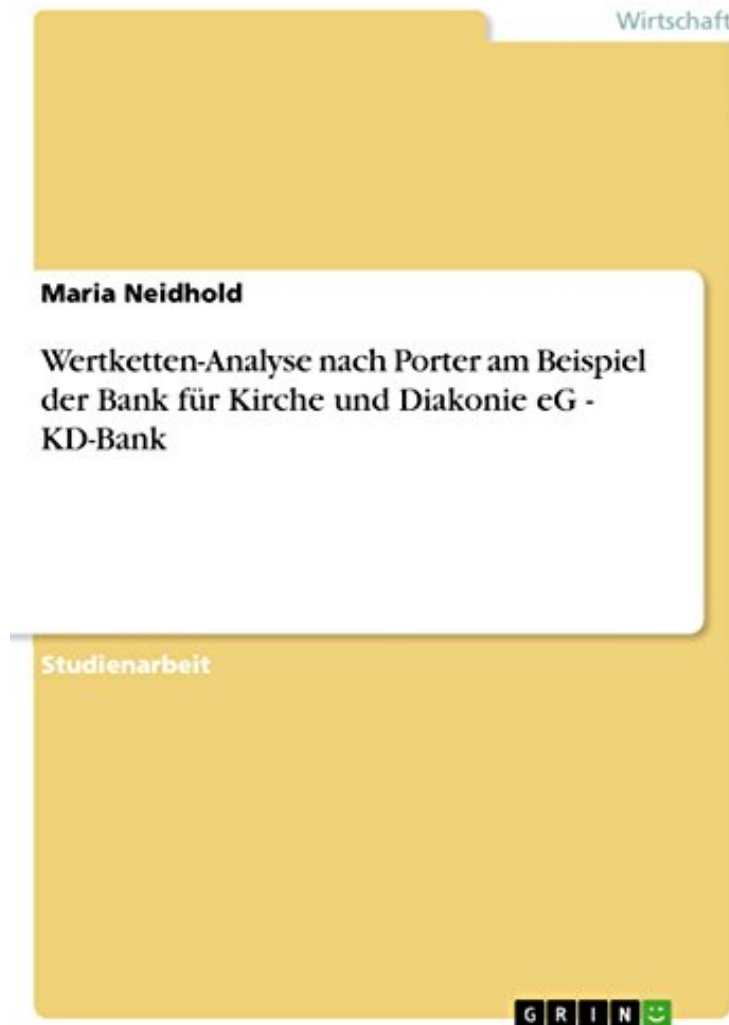 Wirtschaft
Maria Neidhold
Wertketten-Analyse nach Porter am Beispiel
der Bank für Kirche und Diakonie eG -
KD-Bank
Studienarbeit
GRIN